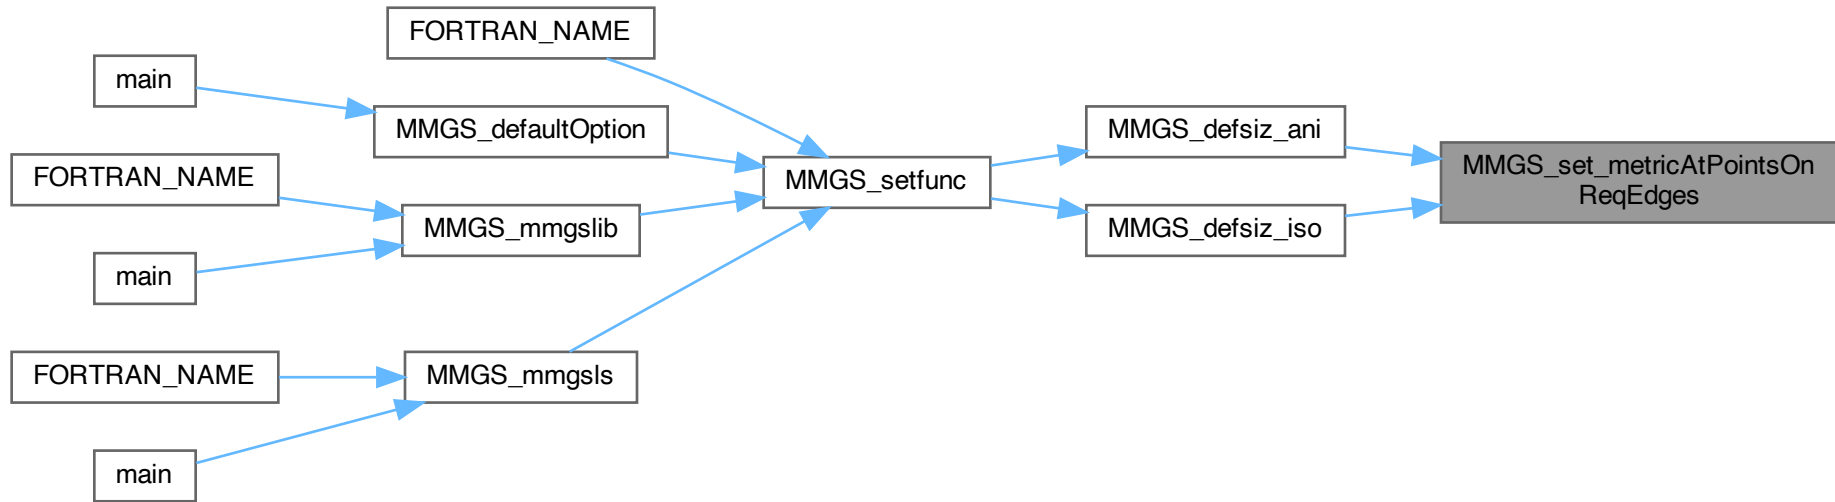 FORTRAN_NAME
main
MMGS_defaultOption
MMGS_defsiz_ani
MMGS_set_metricAtPointsOn
ReqEdges
FORTRAN_NAME
MMGS_setfunc
MMGS_mmgslib
MMGS_defsiz_iso
main
FORTRAN_NAME
MMGS_mmgsls
main